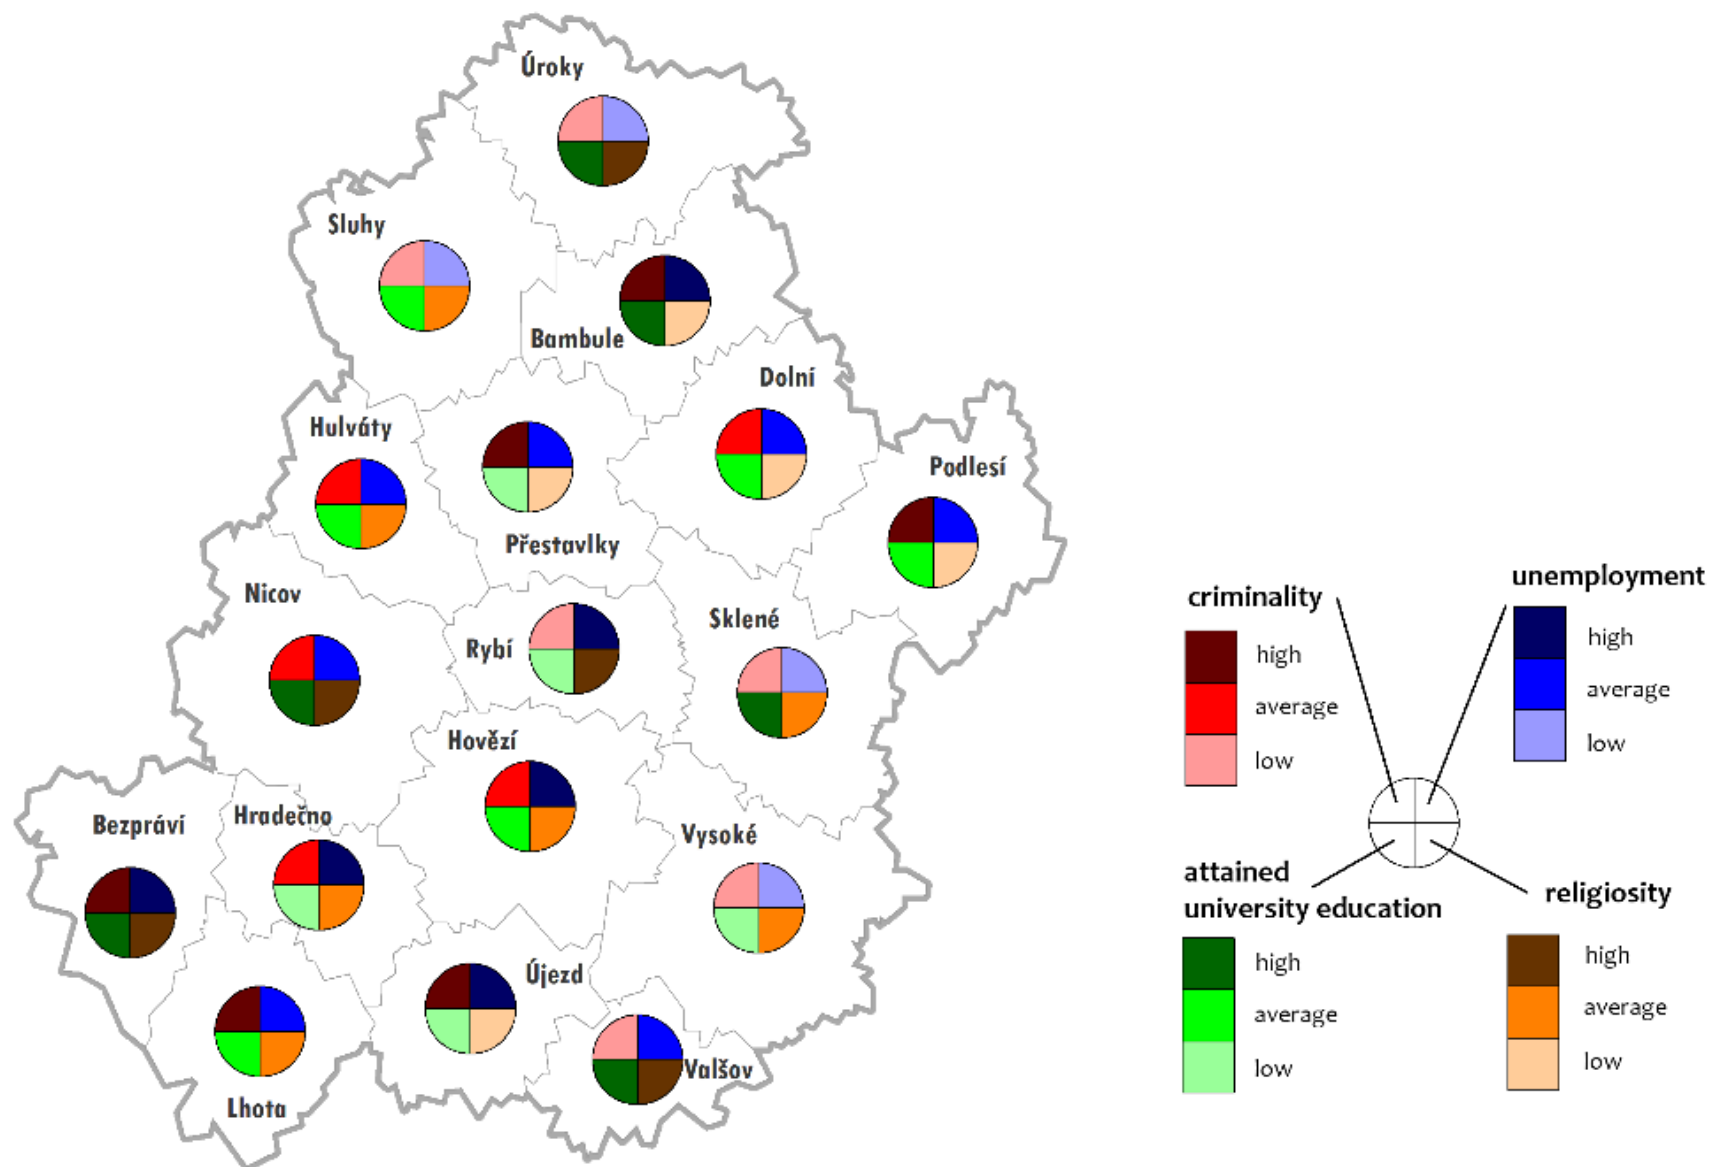 Úroky
Sluhy
Bambule
Dolní
Hulváty
Podlesí
Přestavlky
Nicov
Rybí
Sklené
Hovězí
Bezpráví
Hradečno
Vysoké
Újezd
Valšov
Lhota
criminality
high
average
low
unemployment
high
average
low
attained
university education
high
average
low
religiosity
high
average
low